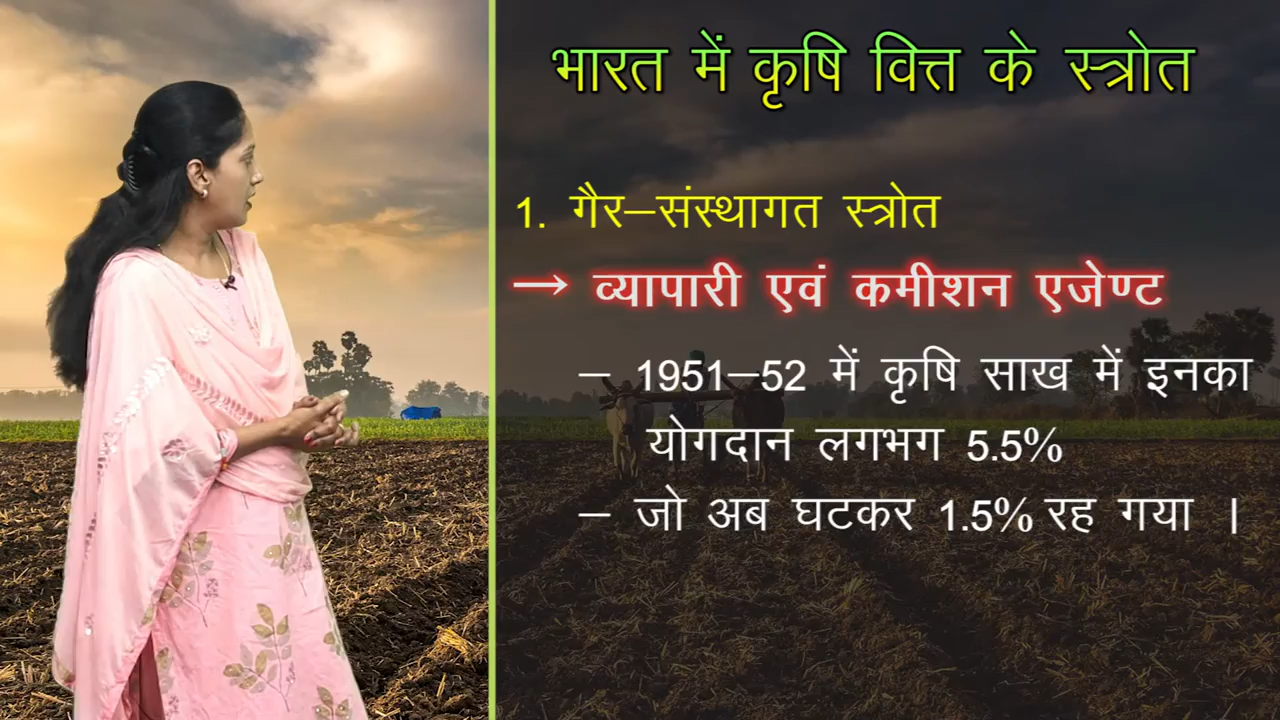 भारत में कृषि वित्त के स्त्रोत
1. गैर–संस्थागत स्त्रोत
→ व्यापारी एवं कमीशन एजेण्ट
– 1951–52 में कृषि साख में इनका
योगदान लगभग 5.5%
– जो अब घटकर 1.5% रह गया ।